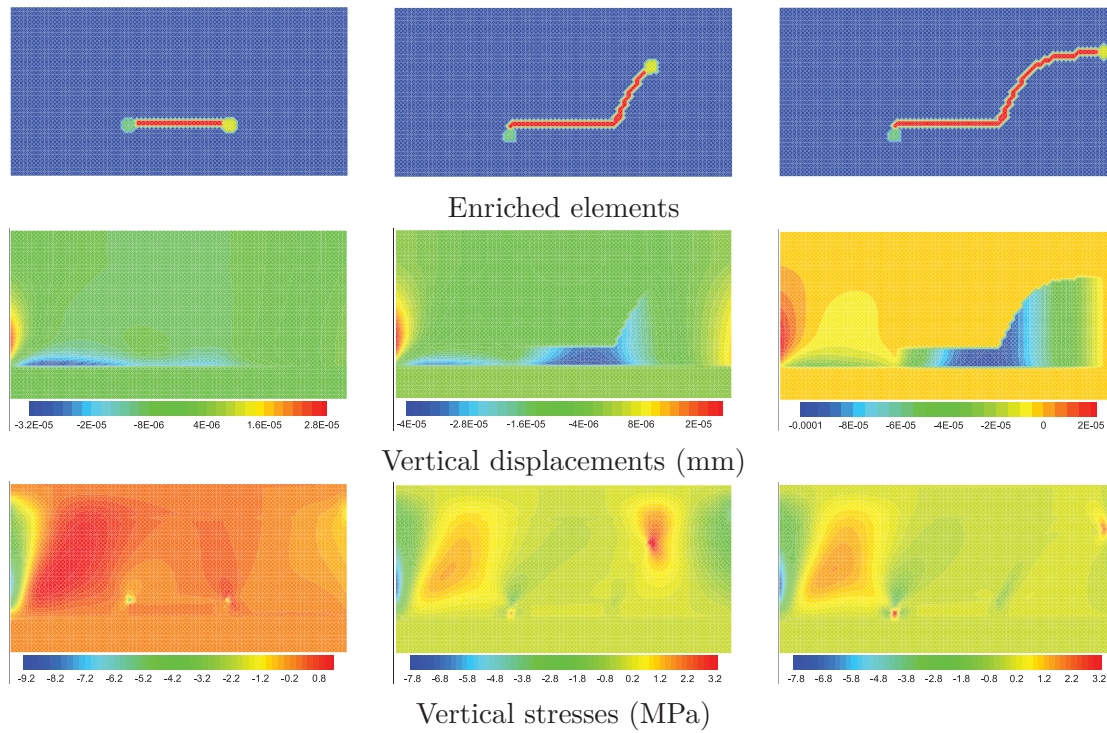 Enriched elements
-3.2E-05 -2E-05 -8E-06 4E-06 1.6E-05 2.8E-05
-4E-05 -2.8E-05 -1.6E-05 -4E-06 8E-06 2E-05
-0.0001 -8E-05 -6E-05 -2E-05 0 2E-05
Vertical displacements (mm)
-9.2 -8.2 -7.2 -6.2 -5.2 -4.2 -3.2 -2.2 -1.2 0.8
-7.8 -6.8 -5.8 -4.8 -3.8 -2.8 -1.8 -0.8 0.2 1.2 2.2 3.2
-7.8 -6.8 -5.8 -4.8 -3.8 -2.8 -1.8 -0.8 0.2 1.2 2.2 3.2
Vertical stresses (MPa)